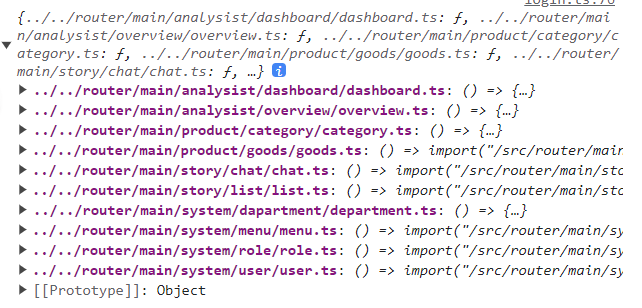 login.ts:70
{../../router/main/analysist/dashboard/dashboard.ts: ƒ, ../../router/mai
n/analysist/overview/overview.ts: ƒ, ../../router/main/product/category/c
ategory.ts: ƒ, ../../router/main/product/goods/goods.ts: ƒ, ../../router/
main/story/chat/chat.ts: ƒ, …}
../../router/main/analysist/dashboard/dashboard.ts: () => {…}
../../router/main/analysist/overview/overview.ts: () => {…}
../../router/main/product/category/category.ts: () => {…}
../../router/main/product/goods/goods.ts: () => import("/src/router/main
../../router/main/story/chat/chat.ts: () => import("/src/router/main/sto
../../router/main/story/list/list.ts: () => import("/src/router/main/sto
../../router/main/system/dapartment/department.ts: () => {…}
../../router/main/system/menu/menu.ts: () => import("/src/router/main/sy
../../router/main/system/role/role.ts: () => import("/src/router/main/sy
../../router/main/system/user/user.ts: () => import("/src/router/main/sy
[[Prototype]]: Object